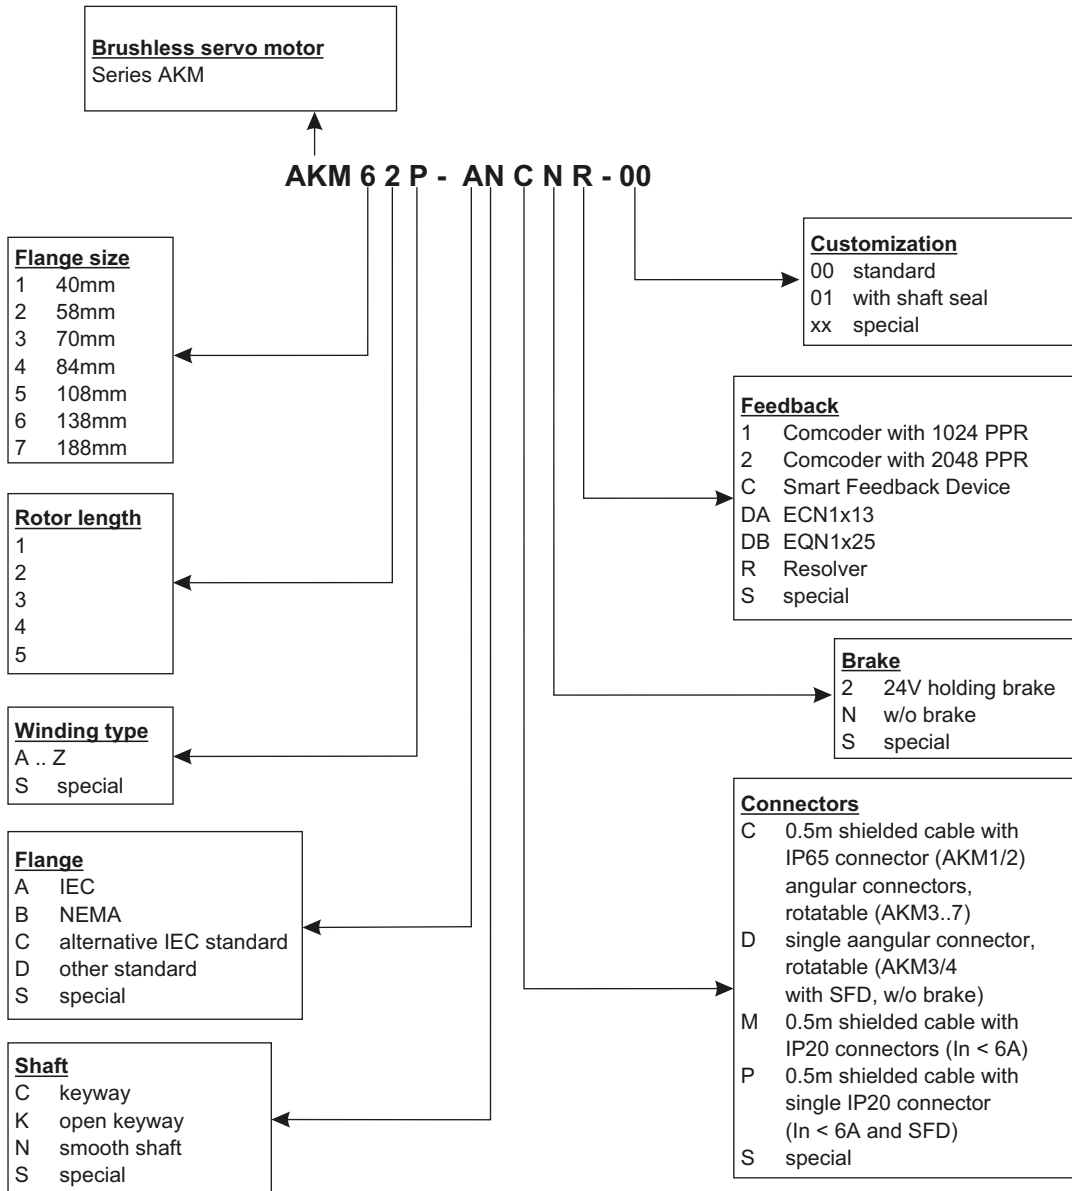 Brushless servo motor
Series AKM
AKM 6 2 P - AN C N R - 00
Flange size
1 40mm
2 58mm
3 70mm
4 84mm
5 108mm
6 138mm
7 188mm
Rotor length
1
2
3
4
5
Winding type
A .. Z
S special
Flange
A IEC
B NEMA
C alternative IEC standard
D other standard
S special
Shaft
C keyway
K open keyway
N smooth shaft
S special
Customization
00 standard
01 with shaft seal
xx special
Feedback
1 Comcoder with 1024 PPR
2 Comcoder with 2048 PPR
C Smart Feedback Device
DA ECN1x13
DB EQN1x25
R Resolver
S special
Brake
2 24V holding brake
N w/o brake
S special
Connectors
C 0.5m shielded cable with
IP65 connector (AKM1/2)
angular connectors,
rotatable (AKM3..7)
D single aangular connector,
rotatable (AKM3/4
with SFD, w/o brake)
M 0.5m shielded cable with
IP20 connectors (In < 6A)
P 0.5m shielded cable with
single IP20 connector
(In < 6A and SFD)
S special